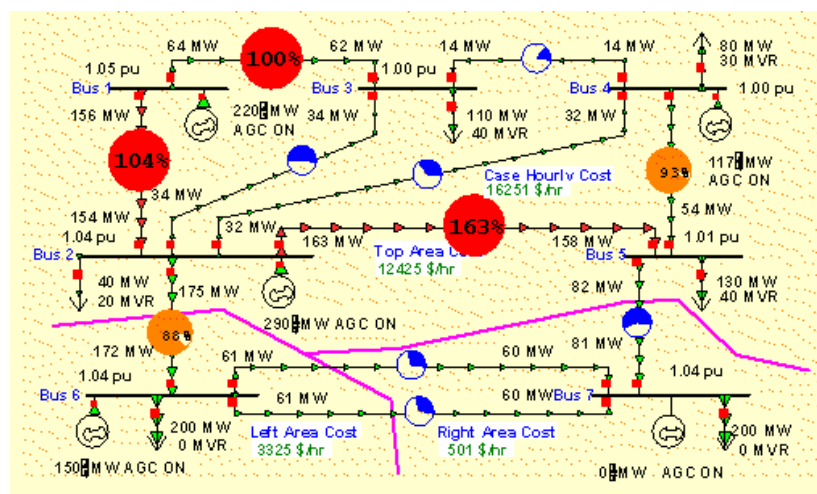 64 MW
100%
62 MW
14 MW
14 MW
80 MW
30 MVR
1.05 pu
1.00 pu
1.00 pu
Bus 1
Bus 3
Bus 4
156 MW
220 MW
AGC ON
34 MW
110 MW
40 MVR
32 MW
104%
93%
117 MW
AGC ON
34 MW
Case Hourly Cost
16251 $/hr
154 MW
54 MW
1.04 pu
32 MW
163%
1.01 pu
Bus 2
163 MW
Top Area
158 MW
Bus 5
12425 $/hr
40 MW
20 MVR
175 MW
82 MW
130 MW
40 MVR
290 MW AGC ON
88%
172 MW
61 MW
60 MW
81 MW
1.04 pu
1.04 pu
Bus 6
61 MW
60 MW
Bus 7
200 MW
0 MVR
Left Area Cost
3325 $/hr
Right Area Cost
501 $/hr
200 MW
0 MVR
150 MW AGC ON
0 MW AGC ON